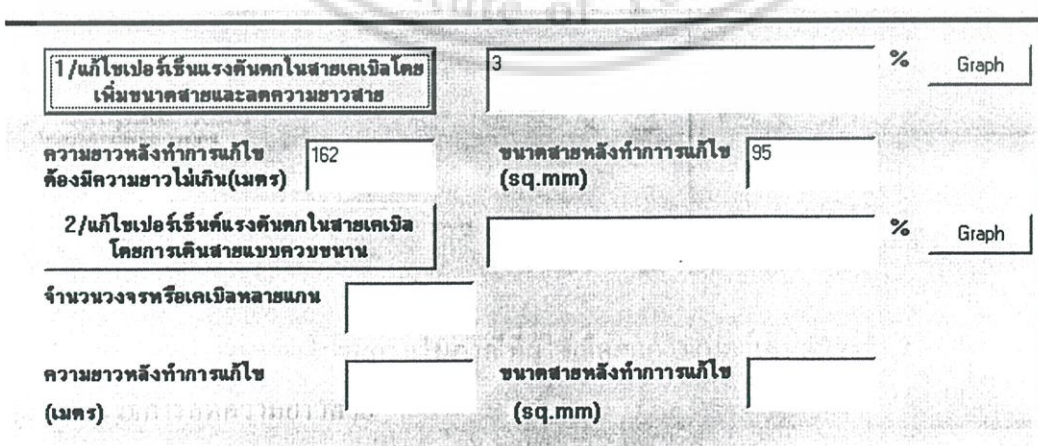 1/แก้ไขเปอร์เซ็นแรงดันตกในสายเคเบิลโดย
เพิ่มขนาดสายและลดความยาวสาย
3
%
Graph
ความยาวหลังทำการแก้ไข
ต้องมีความยาวไม่เกิน(เมตร)
162
ขนาดสายหลังทำกาารแก้ไข
(sq.mm)
95
2/แก้ไขเปอร์เซ็นต์แรงดันตกในสายเคเบิล
โดยการเดินสายแบบควบขนาน
%
Graph
จำนวนวงจรหรือเคเบิลหลายแกน
ความยาวหลังทำการแก้ไข
(เมตร)
ขนาดสายหลังทำกาารแก้ไข
(sq.mm)